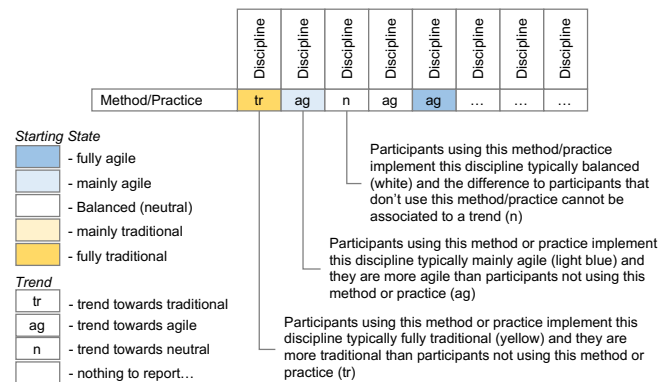 Discipline
Discipline
Discipline
Discipline
Discipline
Discipline
Discipline
Discipline
Method/Practice tr ag n ag ag … … …
Starting State
- fully agile
- mainly agile
- Balanced (neutral)
- mainly traditional
- fully traditional
Trend
tr - trend towards traditional
ag - trend towards agile
n - trend towards neutral
- nothing to report…
Participants using this method/practice
implement this discipline typically balanced
(white) and the difference to participants that
don't use this method/practice cannot be
associated to a trend (n)
Participants using this method or practice implement
this discipline typically mainly agile (light blue) and
they are more agile than participants not using this
method or practice (ag)
Participants using this method or practice implement this
discipline typically fully traditional (yellow) and they are
more traditional than participants not using this method or
practice (tr)